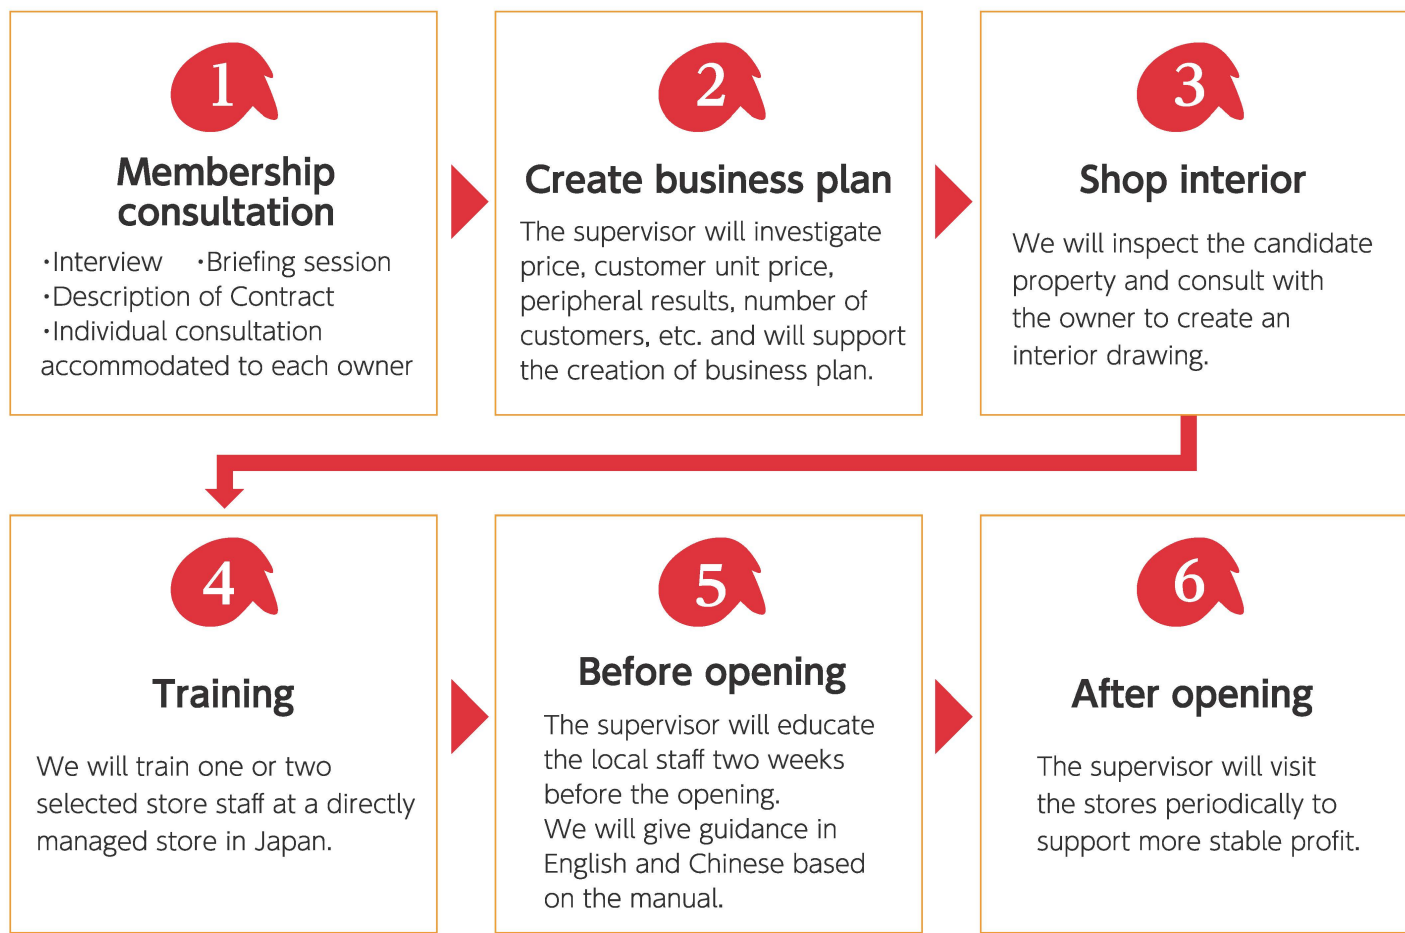 1
Membership
consultation
・Interview ・Briefing session
・Description of Contract
・Individual consultation
accommodated to each owner
2
Create business plan
The supervisor will investigate
price, customer unit price,
peripheral results, number of
customers, etc. and will support
the creation of business plan.
3
Shop interior
We will inspect the candidate
property and consult with
the owner to create an
interior drawing.
4
Training
We will train one or two
selected store staff at a directly
managed store in Japan.
5
Before opening
The supervisor will educate
the local staff two weeks
before the opening.
We will give guidance in
English and Chinese based
on the manual.
6
After opening
The supervisor will visit
the stores periodically to
support more stable profit.